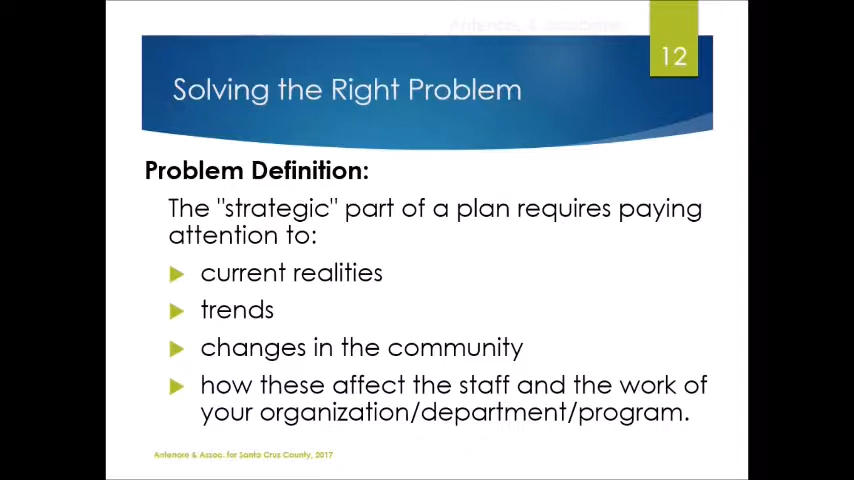 12
Solving the Right Problem
Problem Definition:
The "strategic" part of a plan requires paying
attention to:
current realities
trends
changes in the community
how these affect the staff and the work of
your organization/department/program.
Antenore & Assoc. for Santa Cruz County, 2017